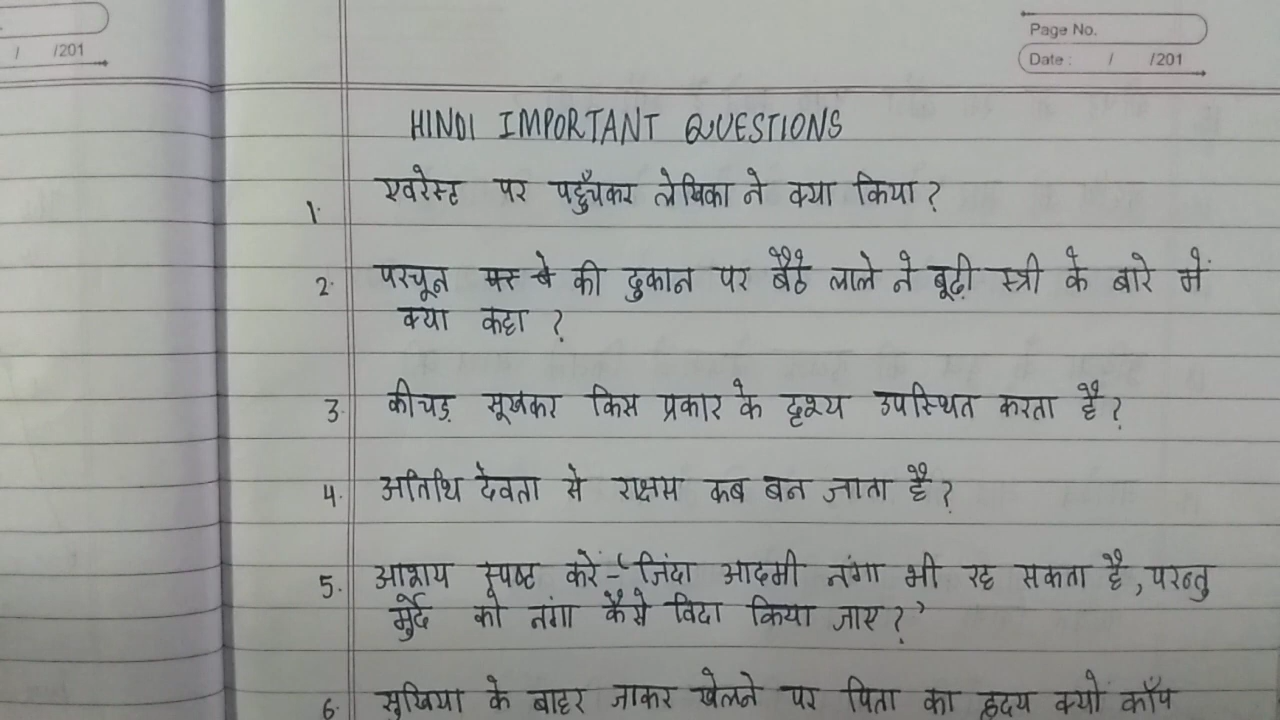 / /201
Page No.
Date : / /201
HINDI IMPORTANT QUESTIONS
1. एवरेस्ट पर पहुँचकर लेखिका ने क्या किया?
2. परचून की दुकान पर बैठे लाले ने बूढ़ी स्त्री के बारे में
क्या कहा ?
3. कीचड़ सूखकर किस प्रकार के दृश्य उपस्थित करता है?
4. अतिथि देवता से राक्षस कब बन जाता है?
5. आशय स्पष्ट करें - 'जिंदा आदमी नंगा भी रह सकता है, परन्तु
मुर्दे को नंगा कैसे विदा किया जाए?'
6. सुखिया के बाहर जाकर खेलने पर पिता का हृदय क्यों काँप